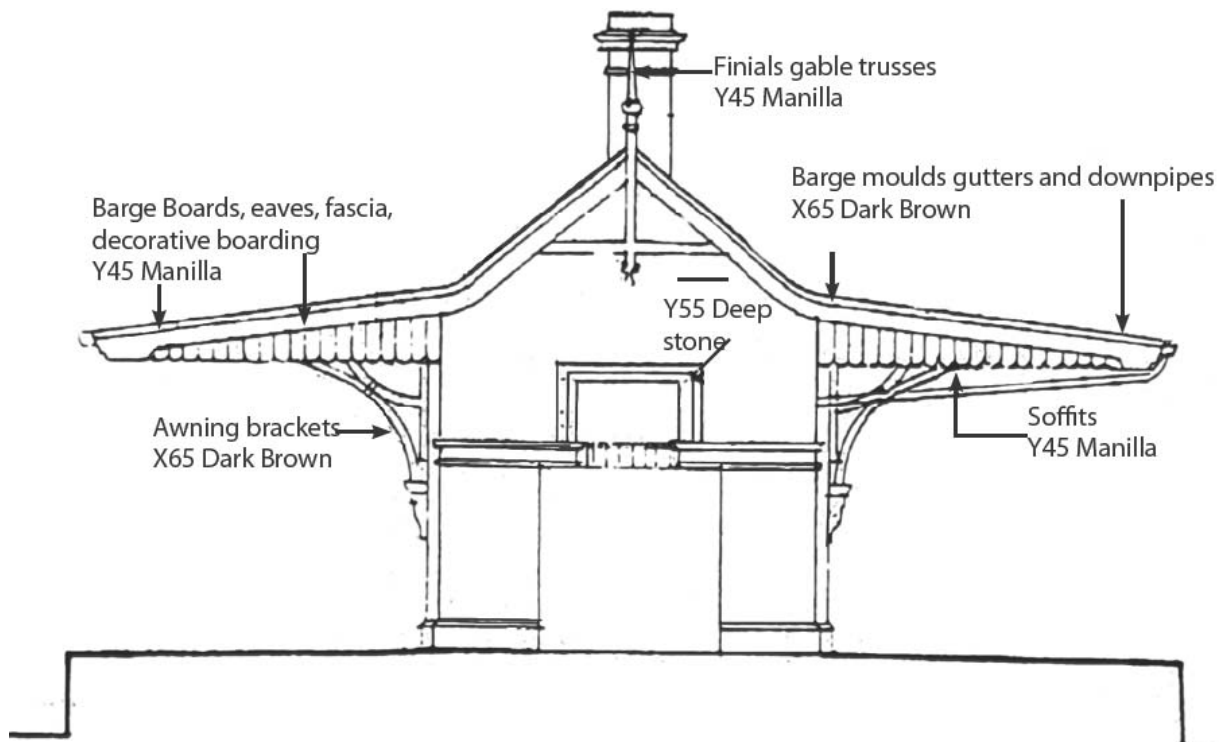 Finials gable trusses
Y45 Manilla
Barge moulds gutters and downpipes
X65 Dark Brown
Barge Boards, eaves, fascia,
decorative boarding
Y45 Manilla
Y55 Deep
stone
Awning brackets
X65 Dark Brown
Soffits
Y45 Manilla